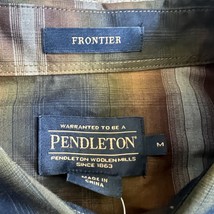 FRONTIER
WARRANTED TO BE A
PENDLETON
M
PENDLETON WOOLEN MILLS
SINCE 1863
MADE IN
CHINA